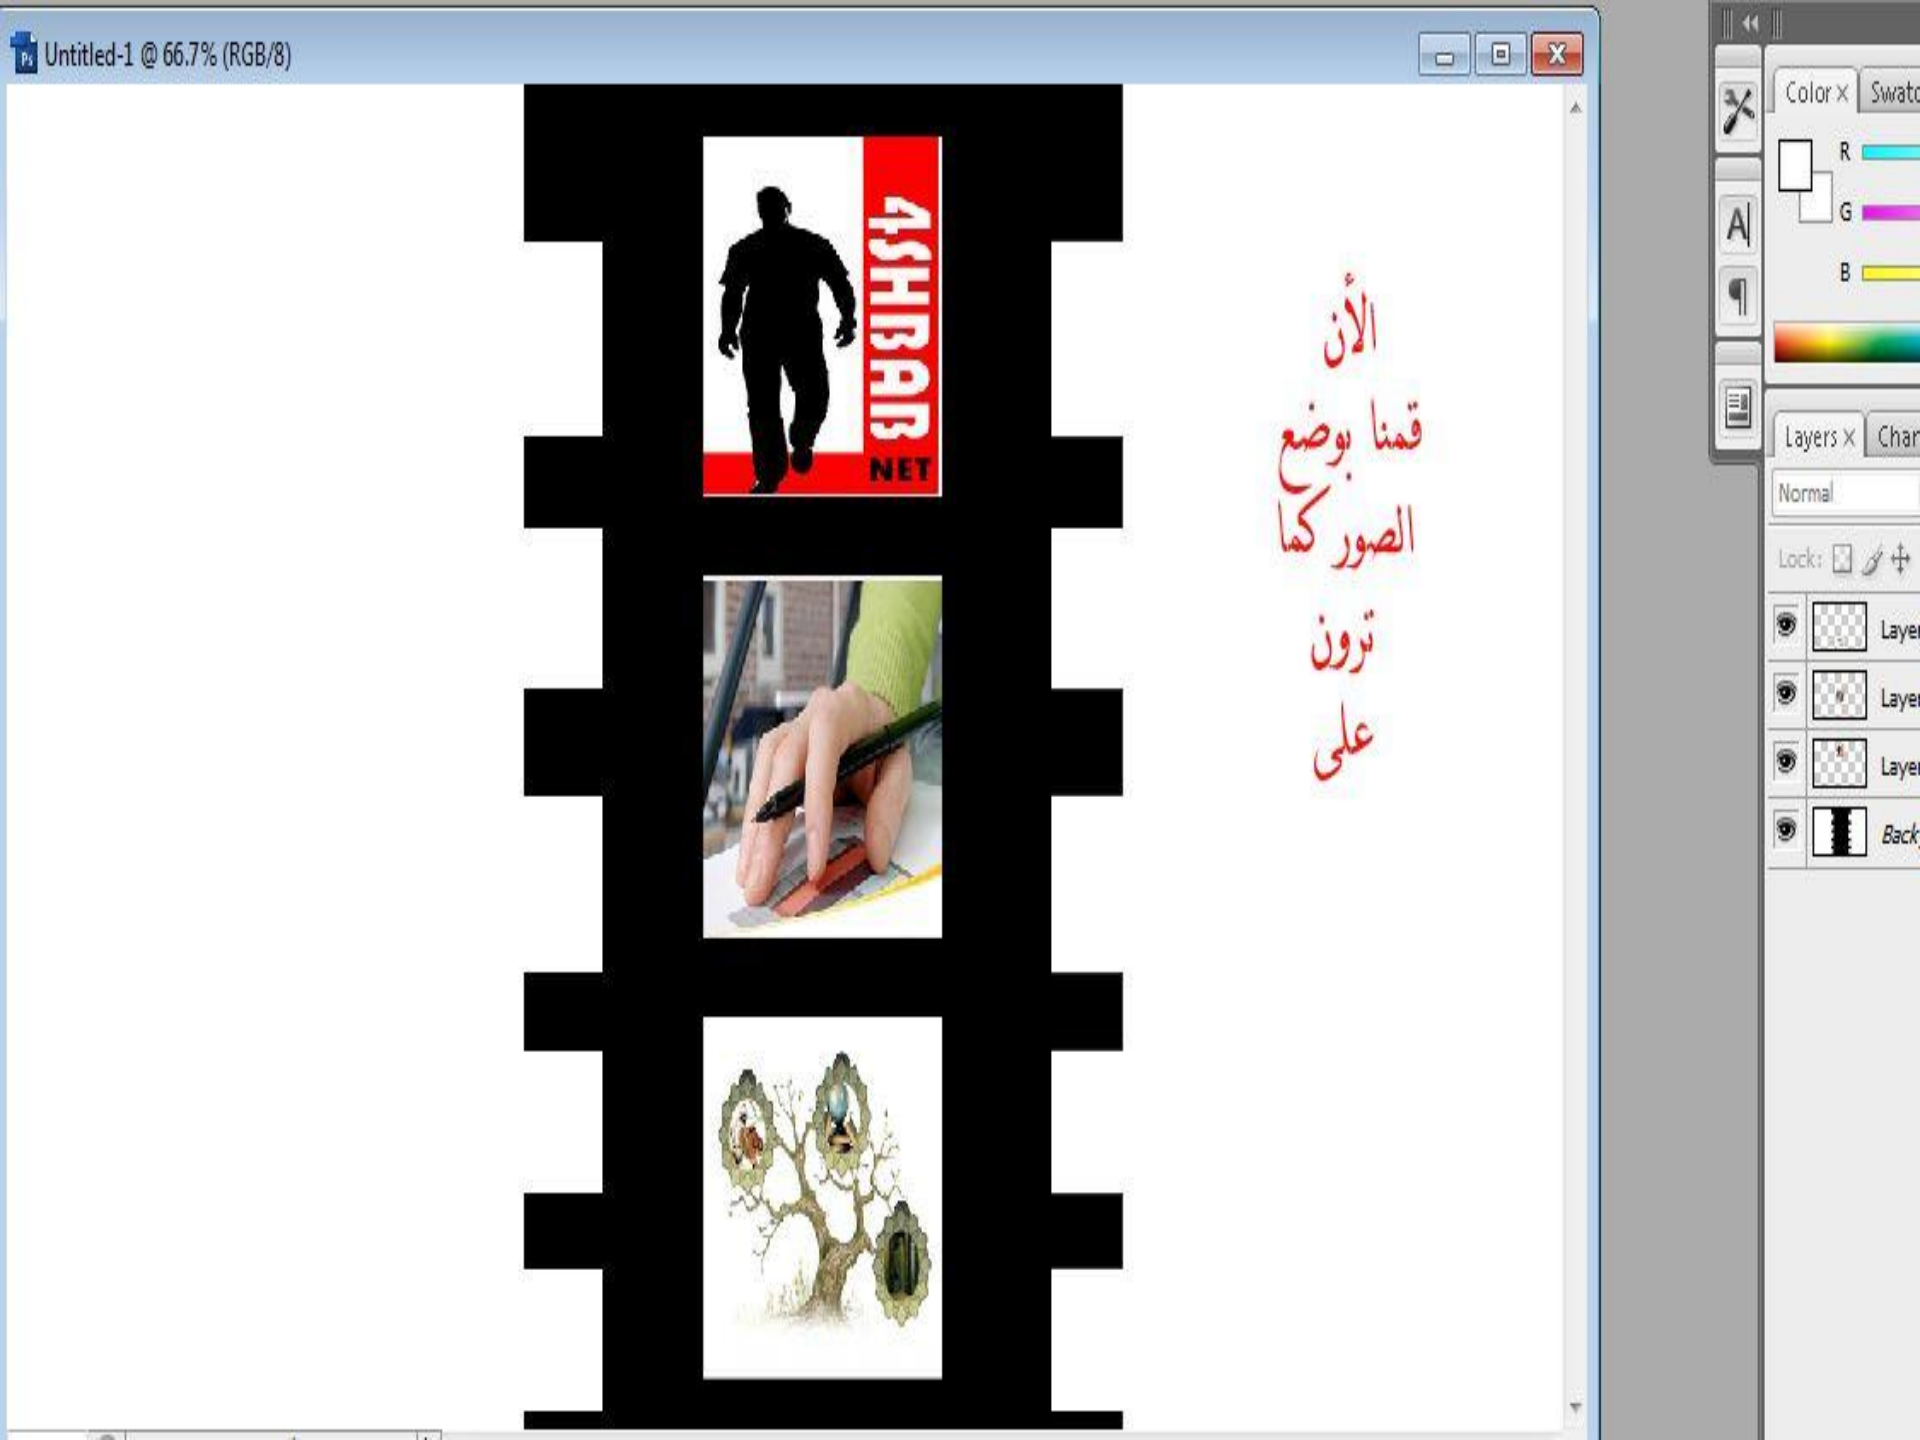 Untitled-1 @ 66.7% (RGB/8)
4SHBAB
NET
الأن
قمنا بوضع
الصور كما
ترون
على
Color
R
G
B
Layers
Normal
Lock: